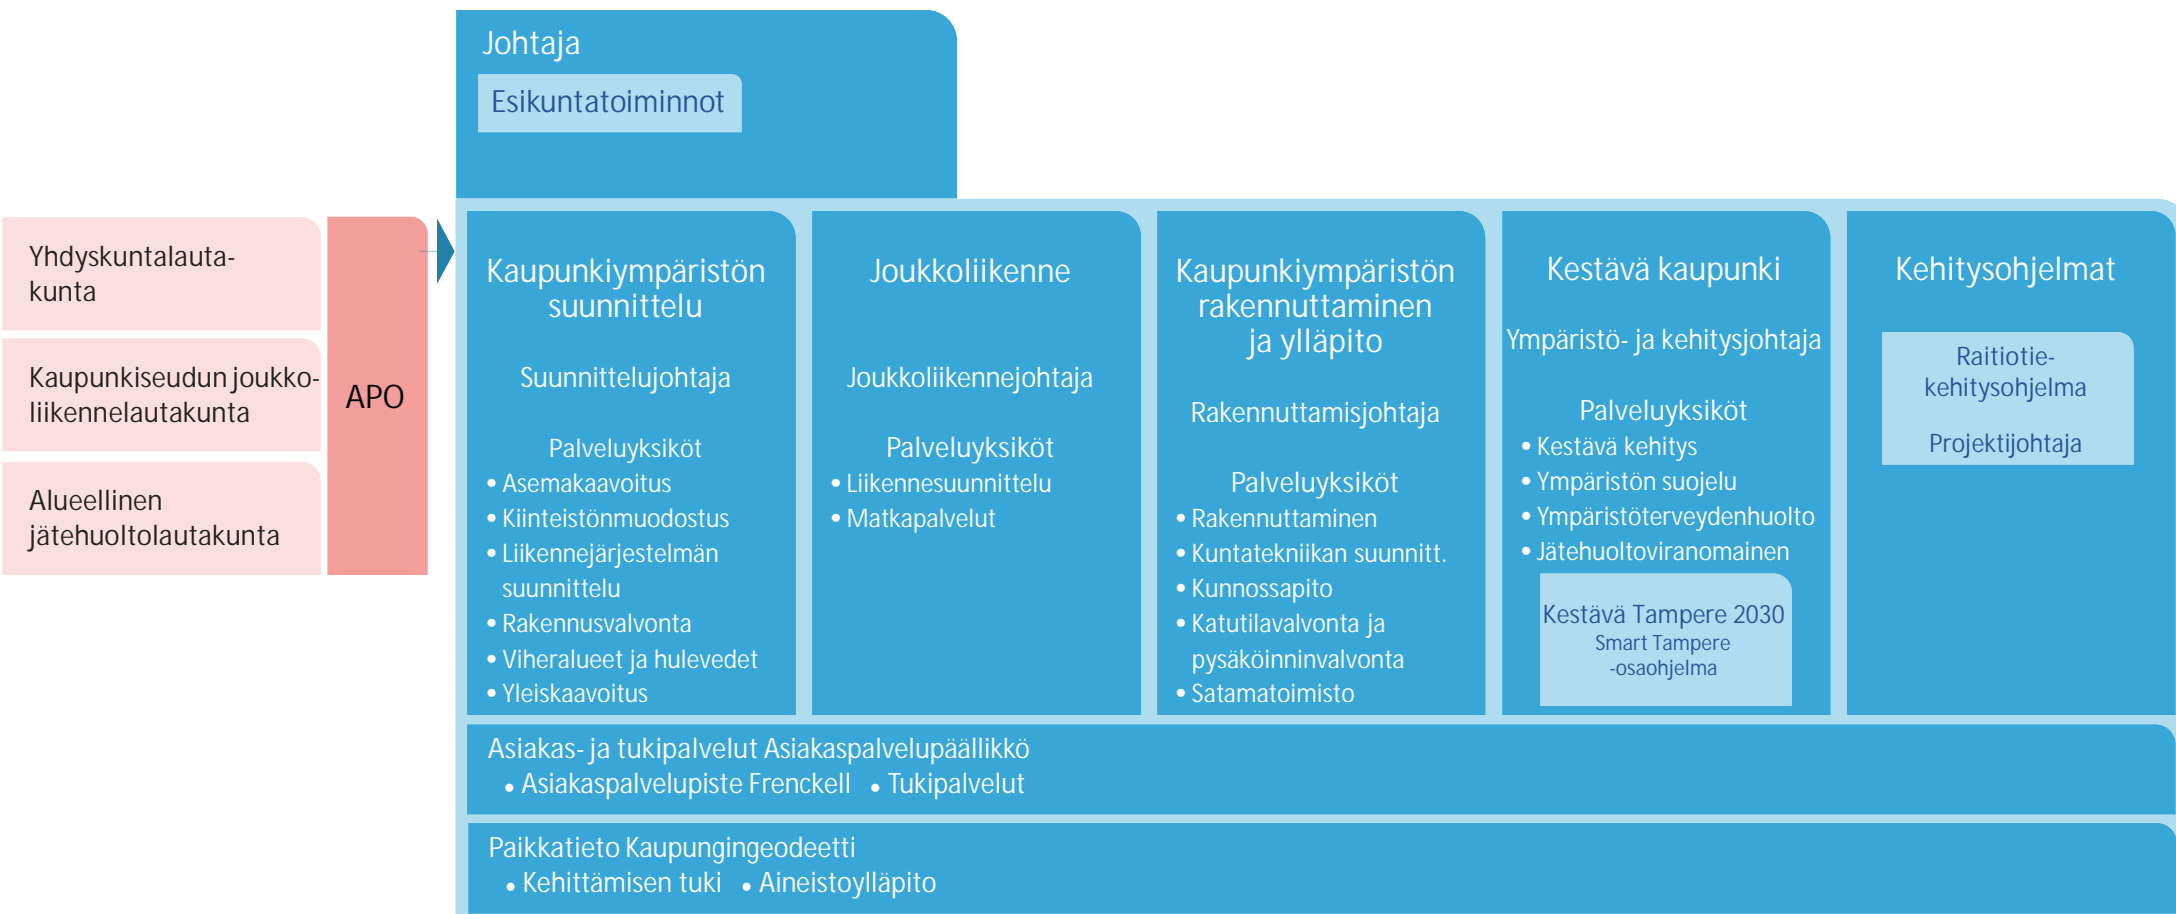 Johtaja
Esikuntatoiminnot
Yhdyskuntalauta-
kunta
Kaupunkiseudun joukko-
liikennelautakunta
Alueellinen
jätehuoltolautakunta
APO
Kaupunkiympäristön
suunnittelu
Suunnittelujohtaja
Palveluyksiköt
• Asemakaavoitus
• Kiinteistönmuodostus
• Liikennejärjestelmän
suunnittelu
• Rakennusvalvonta
• Viheralueet ja hulevedet
• Yleiskaavoitus
Joukkoliikenne
Joukkoliikennejohtaja
Palveluyksiköt
• Liikennesuunnittelu
• Matkapalvelut
Kaupunkiympäristön
rakennuttaminen
ja ylläpito
Rakennuttamisjohtaja
Palveluyksiköt
• Rakennuttaminen
• Kuntatekniikan suunnitt.
• Kunnossapito
• Katutilavalvonta ja
pysäköinninvalvonta
• Satamatoimisto
Kestävä kaupunki
Ympäristö- ja kehitysjohtaja
Palveluyksiköt
• Kestävä kehitys
• Ympäristön suojelu
• Ympäristöterveydenhuolto
• Jätehuoltoviranomainen
Kestävä Tampere 2030
Smart Tampere
-osaohjelma
Kehitysohjelmat
Raitiotie-
kehitysohjelma
Projektijohtaja
Asiakas- ja tukipalvelut Asiakaspalvelupäällikkö
• Asiakaspalvelupiste Frenckell • Tukipalvelut
Paikkatieto Kaupungingeodeetti
• Kehittämisen tuki • Aineistoylläpito